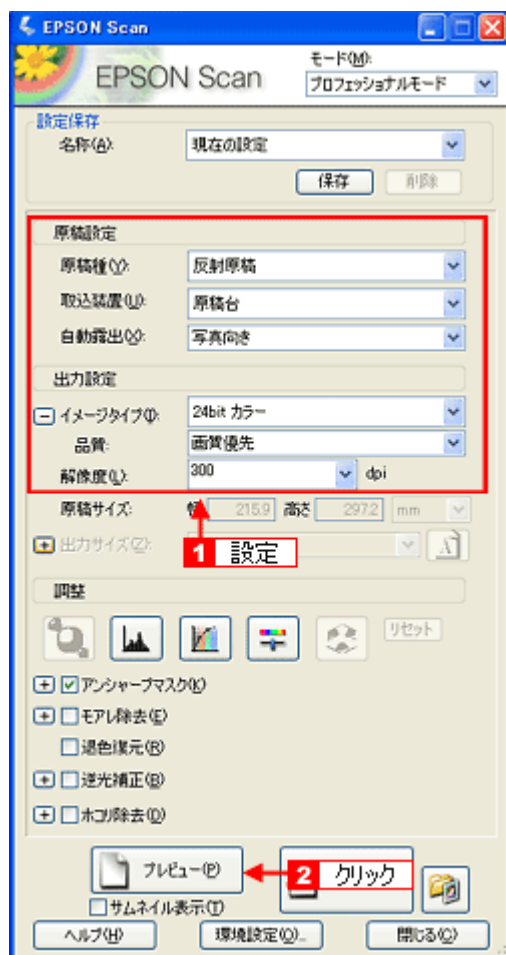 EPSON Scan
EPSON Scan
モード(M):
プロフェッショナルモード
設定保存
名称(A):
現在の設定
保存
削除
原稿設定
原稿種(Y):
反射原稿
取込装置(U):
原稿台
自動露出(X):
写真向き
出力設定
イメージタイプ(I):
24bit カラー
品質:
画質優先
解像度(L):
300
dpi
原稿サイズ:
215.9
高さ
297.2
mm
出力サイズ(Z):
1 設定
調整
リセット
アンシャープマスク(K)
モアレ除去(E)
退色復元(R)
逆光補正(B)
ホコリ除去(D)
プレビュー(P)
2 クリック
サムネイル表示(T)
ヘルプ(H)
環境設定(O)...
閉じる(C)